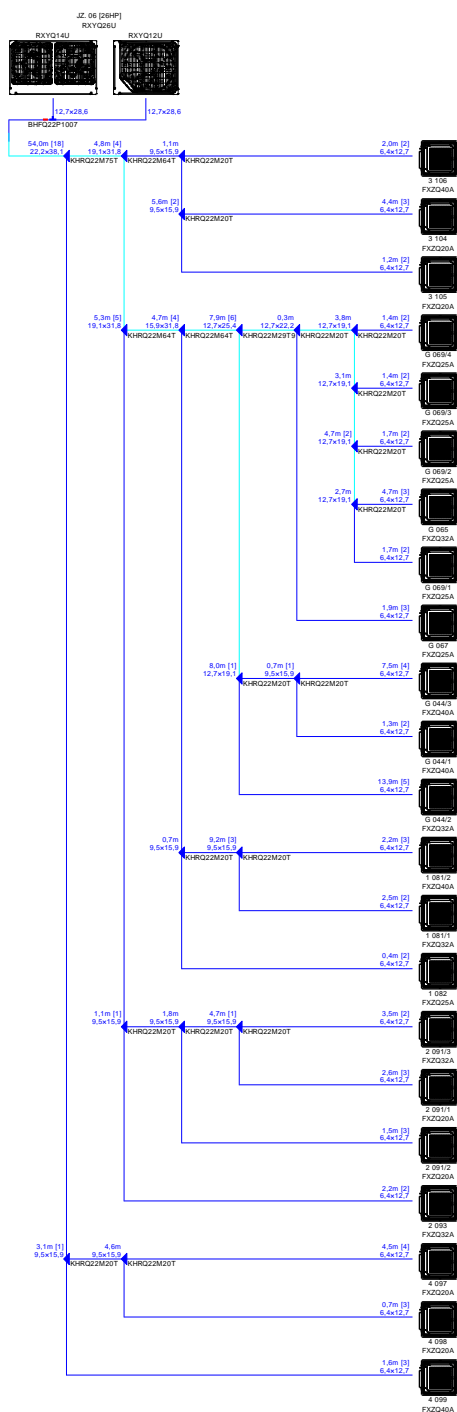 JZ. 06 [26HP]
RXYQ26U
RXYQ14U RXYQ12U
12,7x28,6 12,7x28,6
BHFQ22P1007
54,0m [18] 4,8m [4] 1,1m 2,0m [2]
22,2x38,1 19,1x31,8 9,5x15,9 6,4x12,7
KHRQ22M75T KHRQ22M64T KHRQ22M20T
3 106
FXZQ40A
5,6m [2] 4,4m [3]
9,5x15,9 6,4x12,7
KHRQ22M20T
3 104
FXZQ20A
1,2m [2]
6,4x12,7
3 105
FXZQ20A
5,3m [5] 4,7m [4] 7,9m [6] 0,3m 3,8m 1,4m [2]
19,1x31,8 15,9x31,8 12,7x25,4 12,7x22,2 12,7x19,1 6,4x12,7
KHRQ22M64T KHRQ22M64T KHRQ22M29T9 KHRQ22M20T KHRQ22M20T
G 069/4
FXZQ25A
3,1m 1,4m [2]
12,7x19,1 6,4x12,7
KHRQ22M20T
G 069/3
FXZQ25A
4,7m [2] 1,7m [2]
12,7x19,1 6,4x12,7
KHRQ22M20T
G 069/2
FXZQ25A
2,7m 4,7m [3]
12,7x19,1 6,4x12,7
KHRQ22M20T
G 065
FXZQ32A
1,7m [2]
6,4x12,7
G 069/1
FXZQ25A
1,9m [3]
6,4x12,7
G 067
FXZQ25A
8,0m [1] 0,7m [1] 7,5m [4]
12,7x19,1 9,5x15,9 6,4x12,7
KHRQ22M20T KHRQ22M20T
G 044/3
FXZQ40A
1,3m [2]
6,4x12,7
G 044/1
FXZQ40A
13,9m [5]
6,4x12,7
G 044/2
FXZQ32A
0,7m 9,2m [3] 2,2m [3]
9,5x15,9 9,5x15,9 6,4x12,7
KHRQ22M20T KHRQ22M20T
1 081/2
FXZQ40A
2,5m [2]
6,4x12,7
1 081/1
FXZQ32A
0,4m [2]
6,4x12,7
1 082
FXZQ25A
1,1m [1] 1,8m 4,7m [1] 3,5m [2]
9,5x15,9 9,5x15,9 9,5x15,9 6,4x12,7
KHRQ22M20T KHRQ22M20T KHRQ22M20T
2 091/3
FXZQ32A
2,6m [3]
6,4x12,7
2 091/1
FXZQ20A
1,5m [3]
6,4x12,7
2 091/2
FXZQ20A
2,2m [2]
6,4x12,7
2 093
FXZQ32A
3,1m [1] 4,6m 4,5m [4]
9,5x15,9 9,5x15,9 6,4x12,7
KHRQ22M20T KHRQ22M20T
4 097
FXZQ20A
0,7m [3]
6,4x12,7
4 098
FXZQ20A
1,6m [3]
6,4x12,7
4 099
FXZQ40A